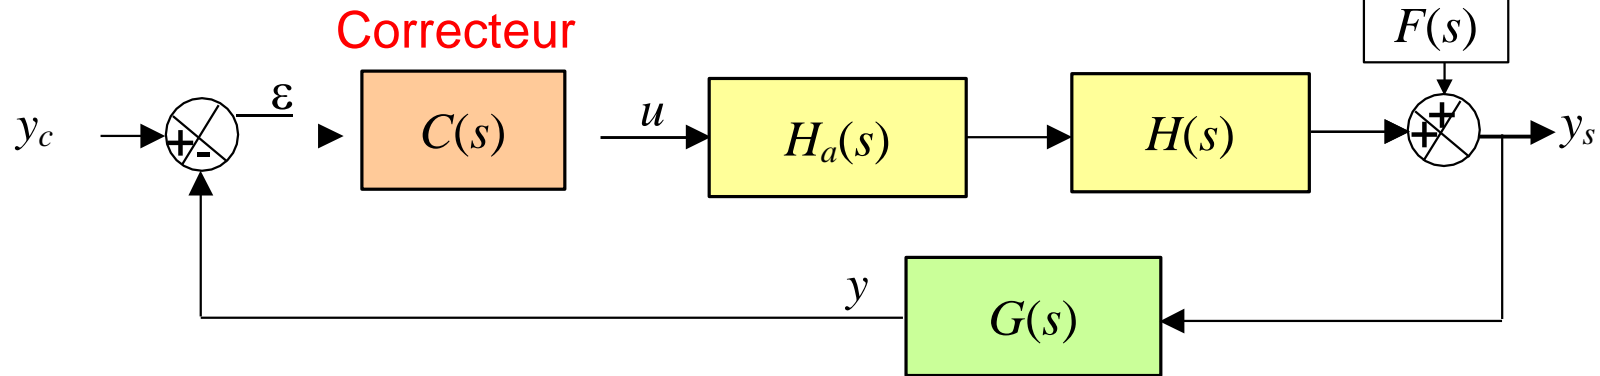 Correcteur
F(s)
y_c
+
-
ε
C(s)
u
H_a(s)
H(s)
+
+
y_s
y
G(s)